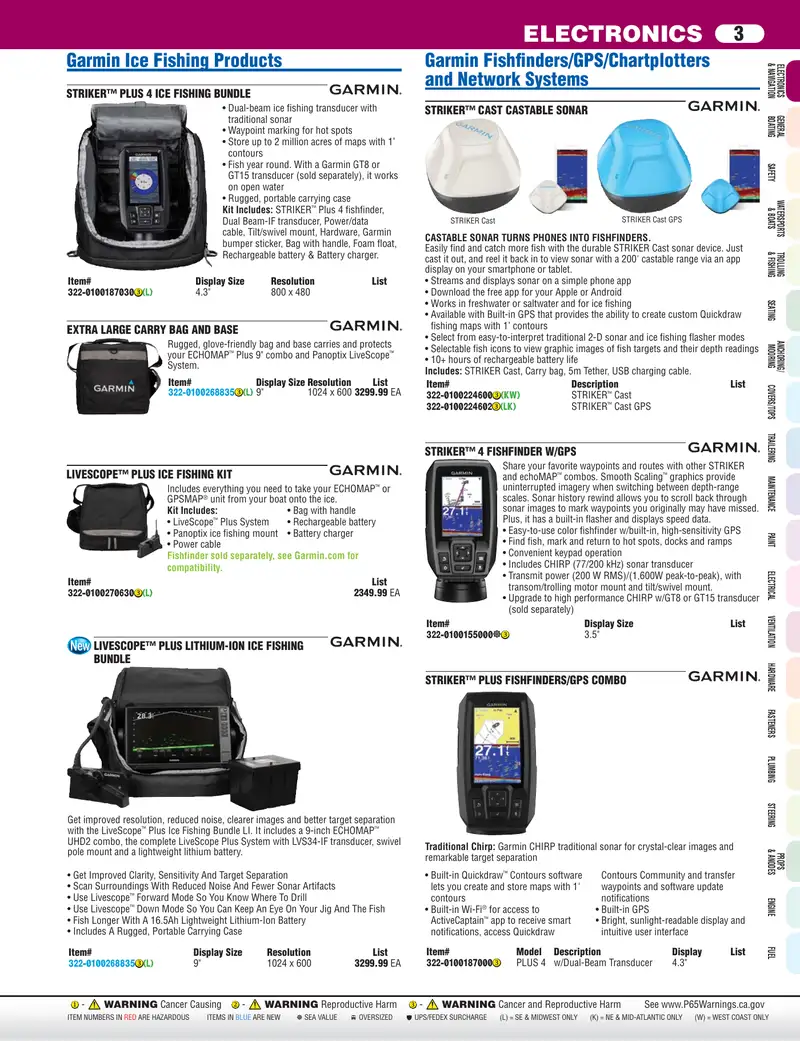 ELECTRONICS 3
Garmin Ice Fishing Products
STRIKER™ PLUS 4 ICE FISHING BUNDLE
GARMIN
• Dual-beam ice fishing transducer with
traditional sonar
• Waypoint marking for hot spots
• Store up to 2 million acres of maps with 1'
contours
• Fish year round. With a Garmin GT8 or
GT15 transducer (sold separately), it works
on open water
• Rugged, portable carrying case
Kit Includes: STRIKER™ Plus 4 fishfinder,
Dual Beam-IF transducer, Power/data
cable, Tilt/swivel mount, Hardware, Garmin
bumper sticker, Bag with handle, Foam float,
Rechargeable battery & Battery charger.
Item# Display Size Resolution List
322-0100187030 3 (L) 4.3" 800 x 480
EXTRA LARGE CARRY BAG AND BASE
GARMIN
Rugged, glove-friendly bag and base carries and protects
your ECHOMAP™ Plus 9" combo and Panoptix LiveScope™
System.
GARMIN
Item# Display Size Resolution List
322-0100268835 3 (L) 9" 1024 x 600 3299.99 EA
LIVESCOPE™ PLUS ICE FISHING KIT
GARMIN
Includes everything you need to take your ECHOMAP™ or
GPSMAP® unit from your boat onto the ice.
Kit Includes:
• LiveScope™ Plus System
• Panoptix ice fishing mount
• Power cable
• Bag with handle
• Rechargeable battery
• Battery charger
Fishfinder sold separately, see Garmin.com for
compatibility.
Item# List
322-0100270630 3 (L) 2349.99 EA
New LIVESCOPE™ PLUS LITHIUM-ION ICE FISHING
BUNDLE
GARMIN
28.3
Get improved resolution, reduced noise, clearer images and better target separation
with the LiveScope™ Plus Ice Fishing Bundle LI. It includes a 9-inch ECHOMAP™
UHD2 combo, the complete LiveScope Plus System with LVS34-IF transducer, swivel
pole mount and a lightweight lithium battery.
• Get Improved Clarity, Sensitivity And Target Separation
• Scan Surroundings With Reduced Noise And Fewer Sonar Artifacts
• Use Livescope™ Forward Mode So You Know Where To Drill
• Use Livescope™ Down Mode So You Can Keep An Eye On Your Jig And The Fish
• Fish Longer With A 16.5Ah Lightweight Lithium-Ion Battery
• Includes A Rugged, Portable Carrying Case
Item# Display Size Resolution List
322-0100268835 3 (L) 9" 1024 x 600 3299.99 EA
Garmin Fishfinders/GPS/Chartplotters
and Network Systems
STRIKER™ CAST CASTABLE SONAR
GARMIN
STRIKER Cast STRIKER Cast GPS
CASTABLE SONAR TURNS PHONES INTO FISHFINDERS.
Easily find and catch more fish with the durable STRIKER Cast sonar device. Just
cast it out, and reel it back in to view sonar with a 200' castable range via an app
display on your smartphone or tablet.
• Streams and displays sonar on a simple phone app
• Download the free app for your Apple or Android
• Works in freshwater or saltwater and for ice fishing
• Available with Built-in GPS that provides the ability to create custom Quickdraw
fishing maps with 1' contours
• Select from easy-to-interpret traditional 2-D sonar and ice fishing flasher modes
• Selectable fish icons to view graphic images of fish targets and their depth readings
• 10+ hours of rechargeable battery life
Includes: STRIKER Cast, Carry bag, 5m Tether, USB charging cable.
Item# Description List
322-0100224600 3 (KW) STRIKER™ Cast
322-0100224602 3 (LK) STRIKER™ Cast GPS
STRIKER™ 4 FISHFINDER W/GPS
GARMIN
27.1
Share your favorite waypoints and routes with other STRIKER
and echoMAP™ combos. Smooth Scaling™ graphics provide
uninterrupted imagery when switching between depth-range
scales. Sonar history rewind allows you to scroll back through
sonar images to mark waypoints you originally may have missed.
Plus, it has a built-in flasher and displays speed data.
• Easy-to-use color fishfinder w/built-in, high-sensitivity GPS
• Find fish, mark and return to hot spots, docks and ramps
• Convenient keypad operation
• Includes CHIRP (77/200 kHz) sonar transducer
• Transmit power (200 W RMS)/(1,600W peak-to-peak), with
transom/trolling motor mount and tilt/swivel mount.
• Upgrade to high performance CHIRP w/GT8 or GT15 transducer
(sold separately)
Item# Display Size List
322-0100155000 3 3.5"
STRIKER™ PLUS FISHFINDERS/GPS COMBO
GARMIN
27.1
Traditional Chirp: Garmin CHIRP traditional sonar for crystal-clear images and
remarkable target separation
• Built-in Quickdraw™ Contours software
lets you create and store maps with 1'
contours
• Built-in Wi-Fi® for access to
ActiveCaptain™ app to receive smart
notifications, access Quickdraw
Contours Community and transfer
waypoints and software update
notifications
• Built-in GPS
• Bright, sunlight-readable display and
intuitive user interface
Item# Model Description Display List
322-0100187000 3 PLUS 4 w/Dual-Beam Transducer 4.3"
ELECTRONICS
& NAVIGATION
GENERAL
BOATING
SAFETY
WATERSPORTS
& BOATS
TROLLING
& FISHING
SEATING
ANCHORING/
MOORING
COVERS/TOPS
TRAILERING
MAINTENANCE
PAINT
ELECTRICAL
VENTILATION
HARDWARE
FASTENERS
PLUMBING
STEERING
PROPS
& ANODES
ENGINE
FUEL
1 - WARNING Cancer Causing 2 - WARNING Reproductive Harm 3 - WARNING Cancer and Reproductive Harm See www.P65Warnings.ca.gov
ITEM NUMBERS IN RED ARE HAZARDOUS ITEMS IN BLUE ARE NEW SEA VALUE OVERSIZED UPS/FEDEX SURCHARGE (L) = SE & MIDWEST ONLY (K) = NE & MID-ATLANTIC ONLY (W) = WEST COAST ONLY